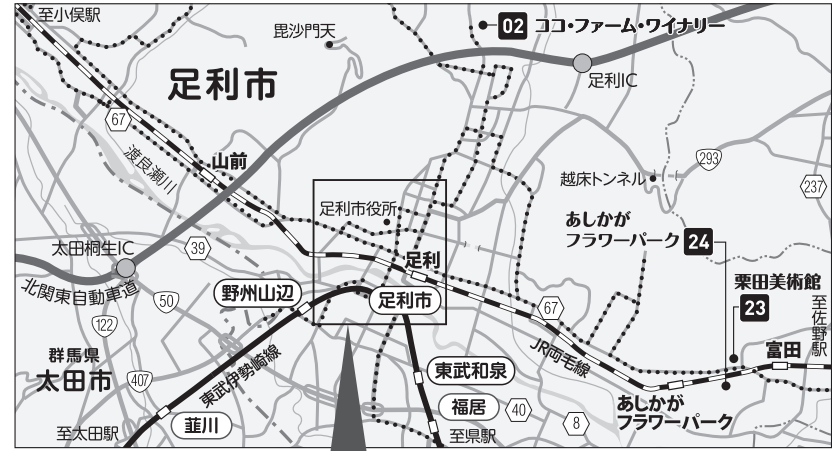 至小俣駅
毘沙門天
02 ココ・ファーム・ワイナリー
足利市
足利IC
67
渡良瀬川
山前
293
越床トンネル
237
足利市役所
あしかが
フラワーパーク 24
39
太田桐生IC
足利
栗田美術館
23
北関東自動車道
50
野州山辺
足利市
67
至佐野駅
122
JR両毛線
富田
群馬県
太田市
407
東武伊勢崎線
東武和泉
あしかが
フラワーパーク
福居
40
8
韮川
至太田駅
至県駅